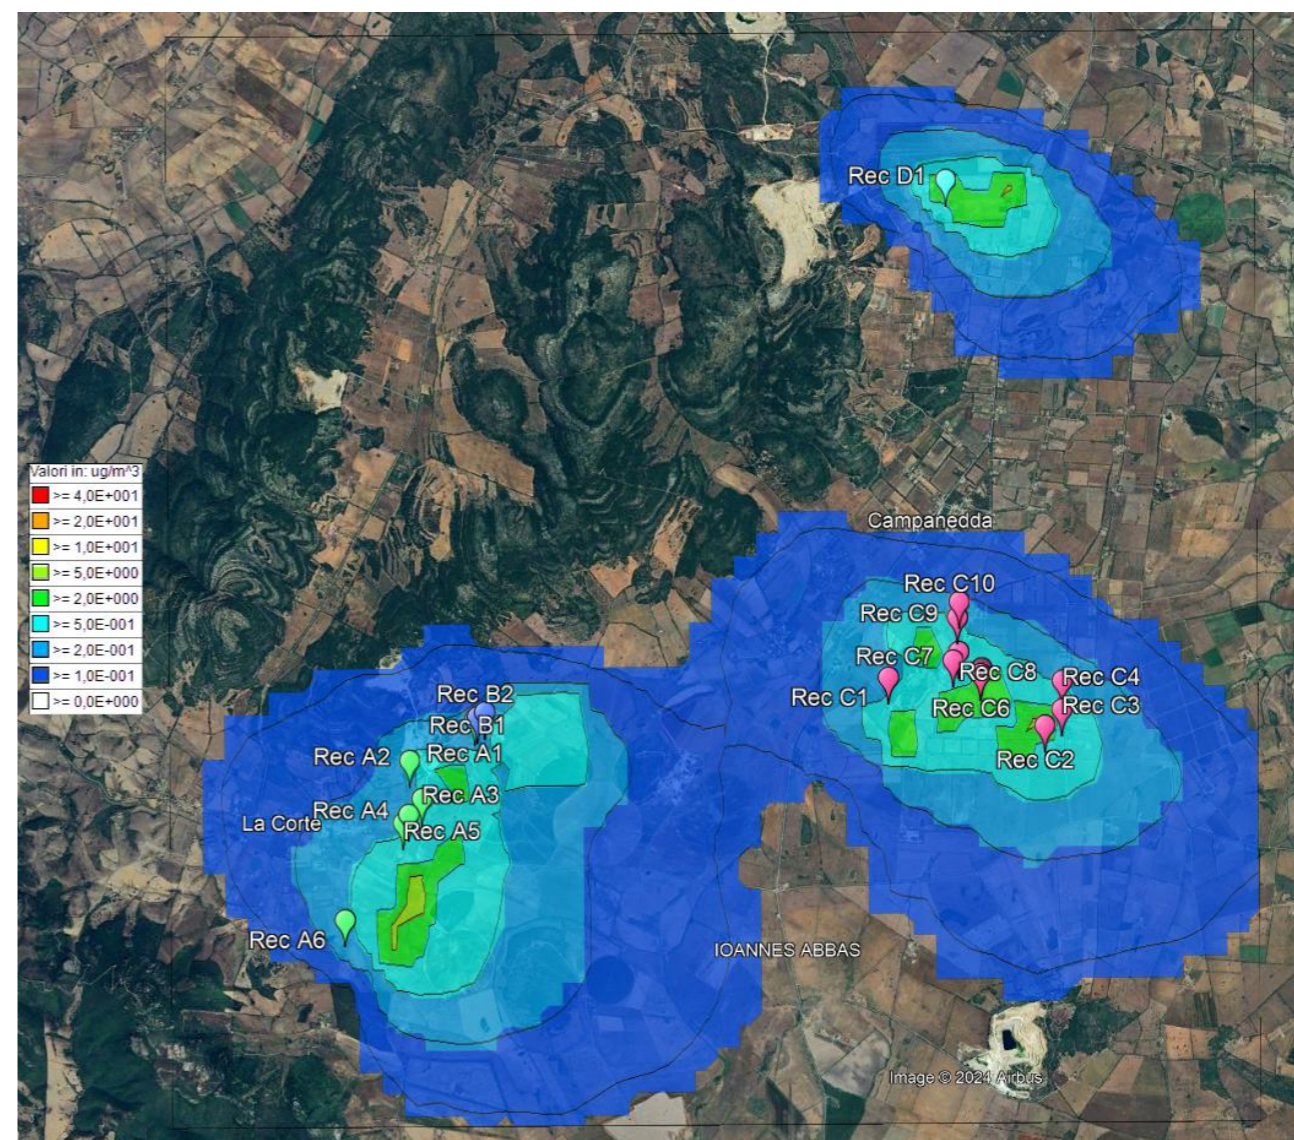 Rec D1
Valori in: ug/m^3
>= 4,0E+001
>= 2,0E+001
>= 1,0E+001
>= 5,0E+000
>= 2,0E+000
>= 5,0E-001
>= 2,0E-001
>= 1,0E-001
>= 0,0E+000
Campanedda
Rec C10
Rec C9
Rec C7
Rec C8
Rec C4
Rec C1
Rec C6
Rec C3
Rec C2
Rec B2
Rec B1
Rec A2
Rec A1
Rec A3
Rec A4
La Corte
Rec A5
Rec A6
IOANNES ABBAS
Image © 2024 Airbus